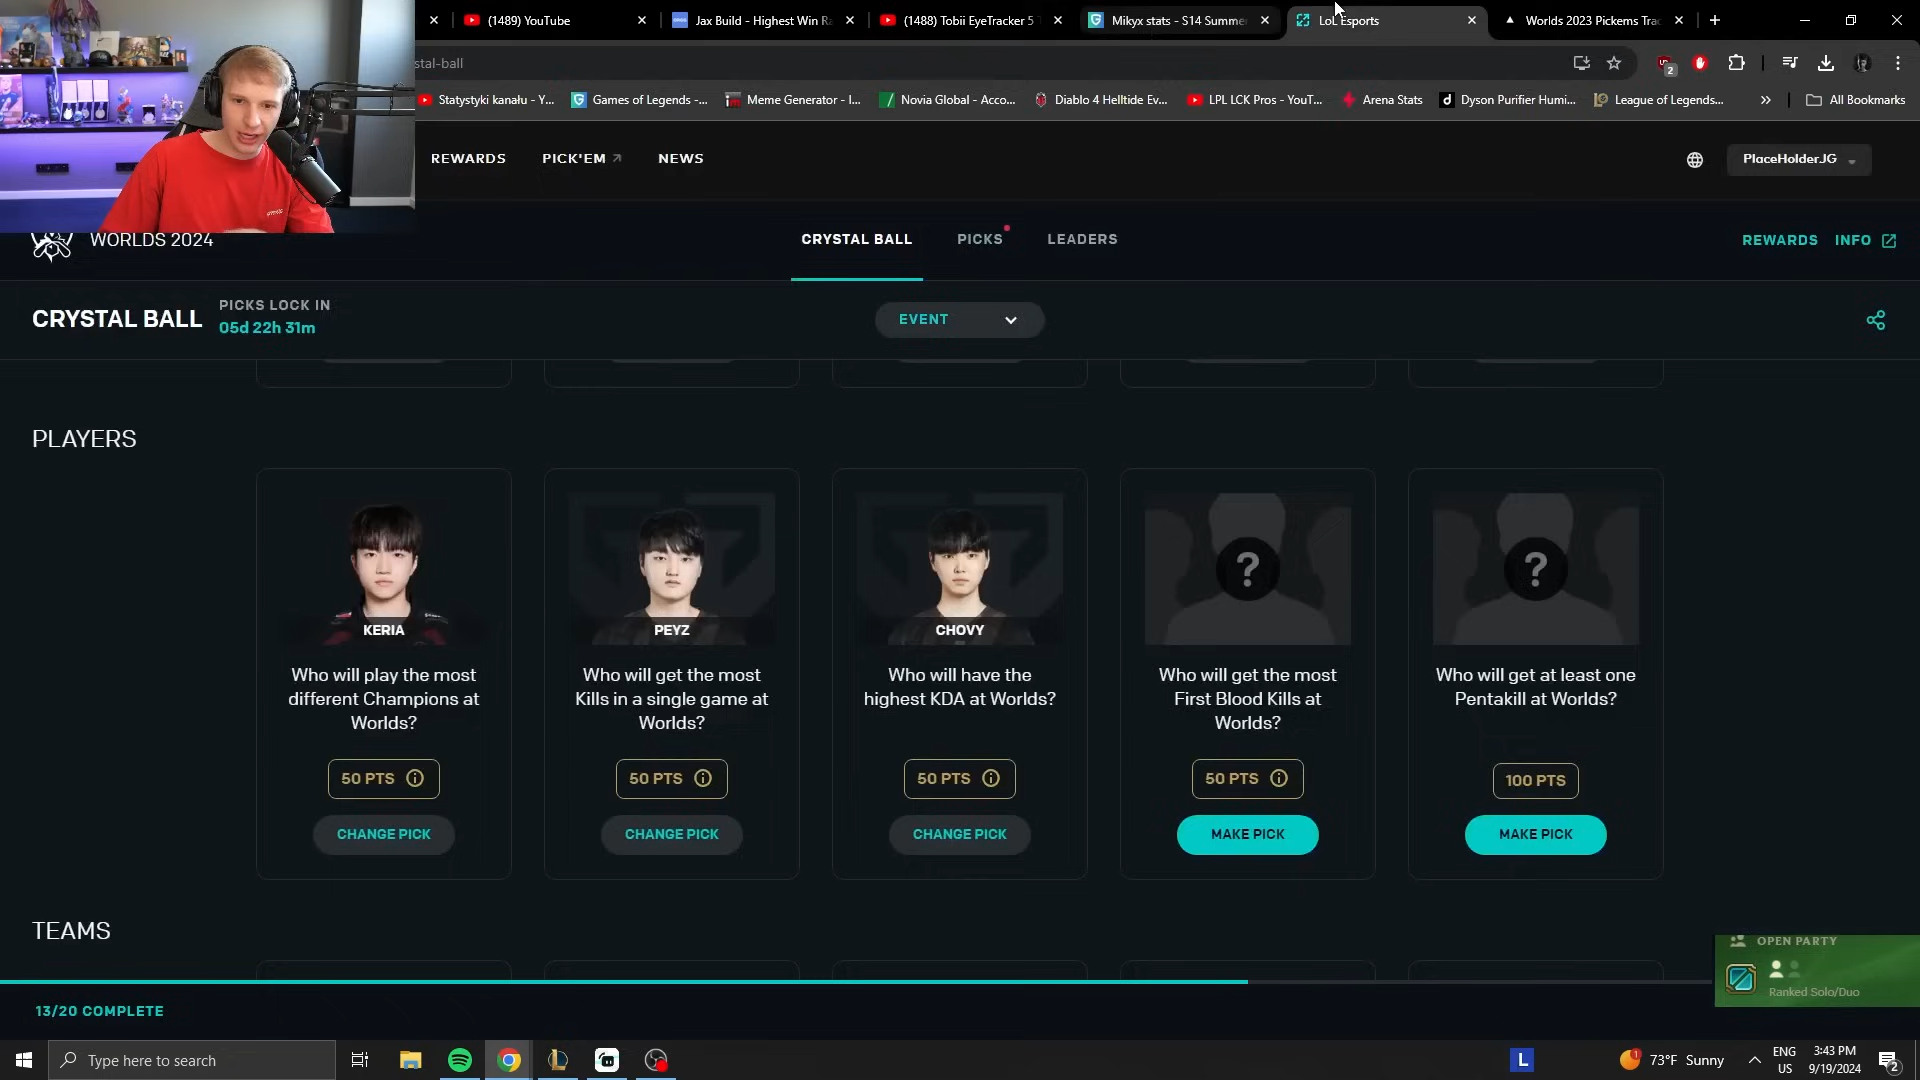 (1489) YouTube
Jax Build - Highest Win Ra
(1488) Tobii EyeTracker 5 T
Mikyx stats - S14 Summe
LoL Esports
Worlds 2023 Pickems Trac
stal-ball
2
Statystyki kanału - Y...
Games of Legends -...
Meme Generator - I...
Novia Global - Acco...
Diablo 4 Helltide Ev...
LPL LCK Pros - YouT...
Arena Stats
Dyson Purifier Humi...
League of Legends...
All Bookmarks
REWARDS
PICK'EM
NEWS
PlaceHolderJG
WORLDS 2024
CRYSTAL BALL
PICKS
LEADERS
REWARDS
INFO
CRYSTAL BALL
PICKS LOCK IN
05d 22h 31m
EVENT
PLAYERS
KERIA
Who will play the most
different Champions at
Worlds?
50 PTS
CHANGE PICK
PEYZ
Who will get the most
Kills in a single game at
Worlds?
50 PTS
CHANGE PICK
CHOVY
Who will have the
highest KDA at Worlds?
50 PTS
CHANGE PICK
?
Who will get the most
First Blood Kills at
Worlds?
50 PTS
MAKE PICK
?
Who will get at least one
Pentakill at Worlds?
100 PTS
MAKE PICK
TEAMS
OPEN PARTY
Ranked Solo/Duo
13/20 COMPLETE
Type here to search
L
73°F Sunny
ENG
US
3:43 PM
9/19/2024
2